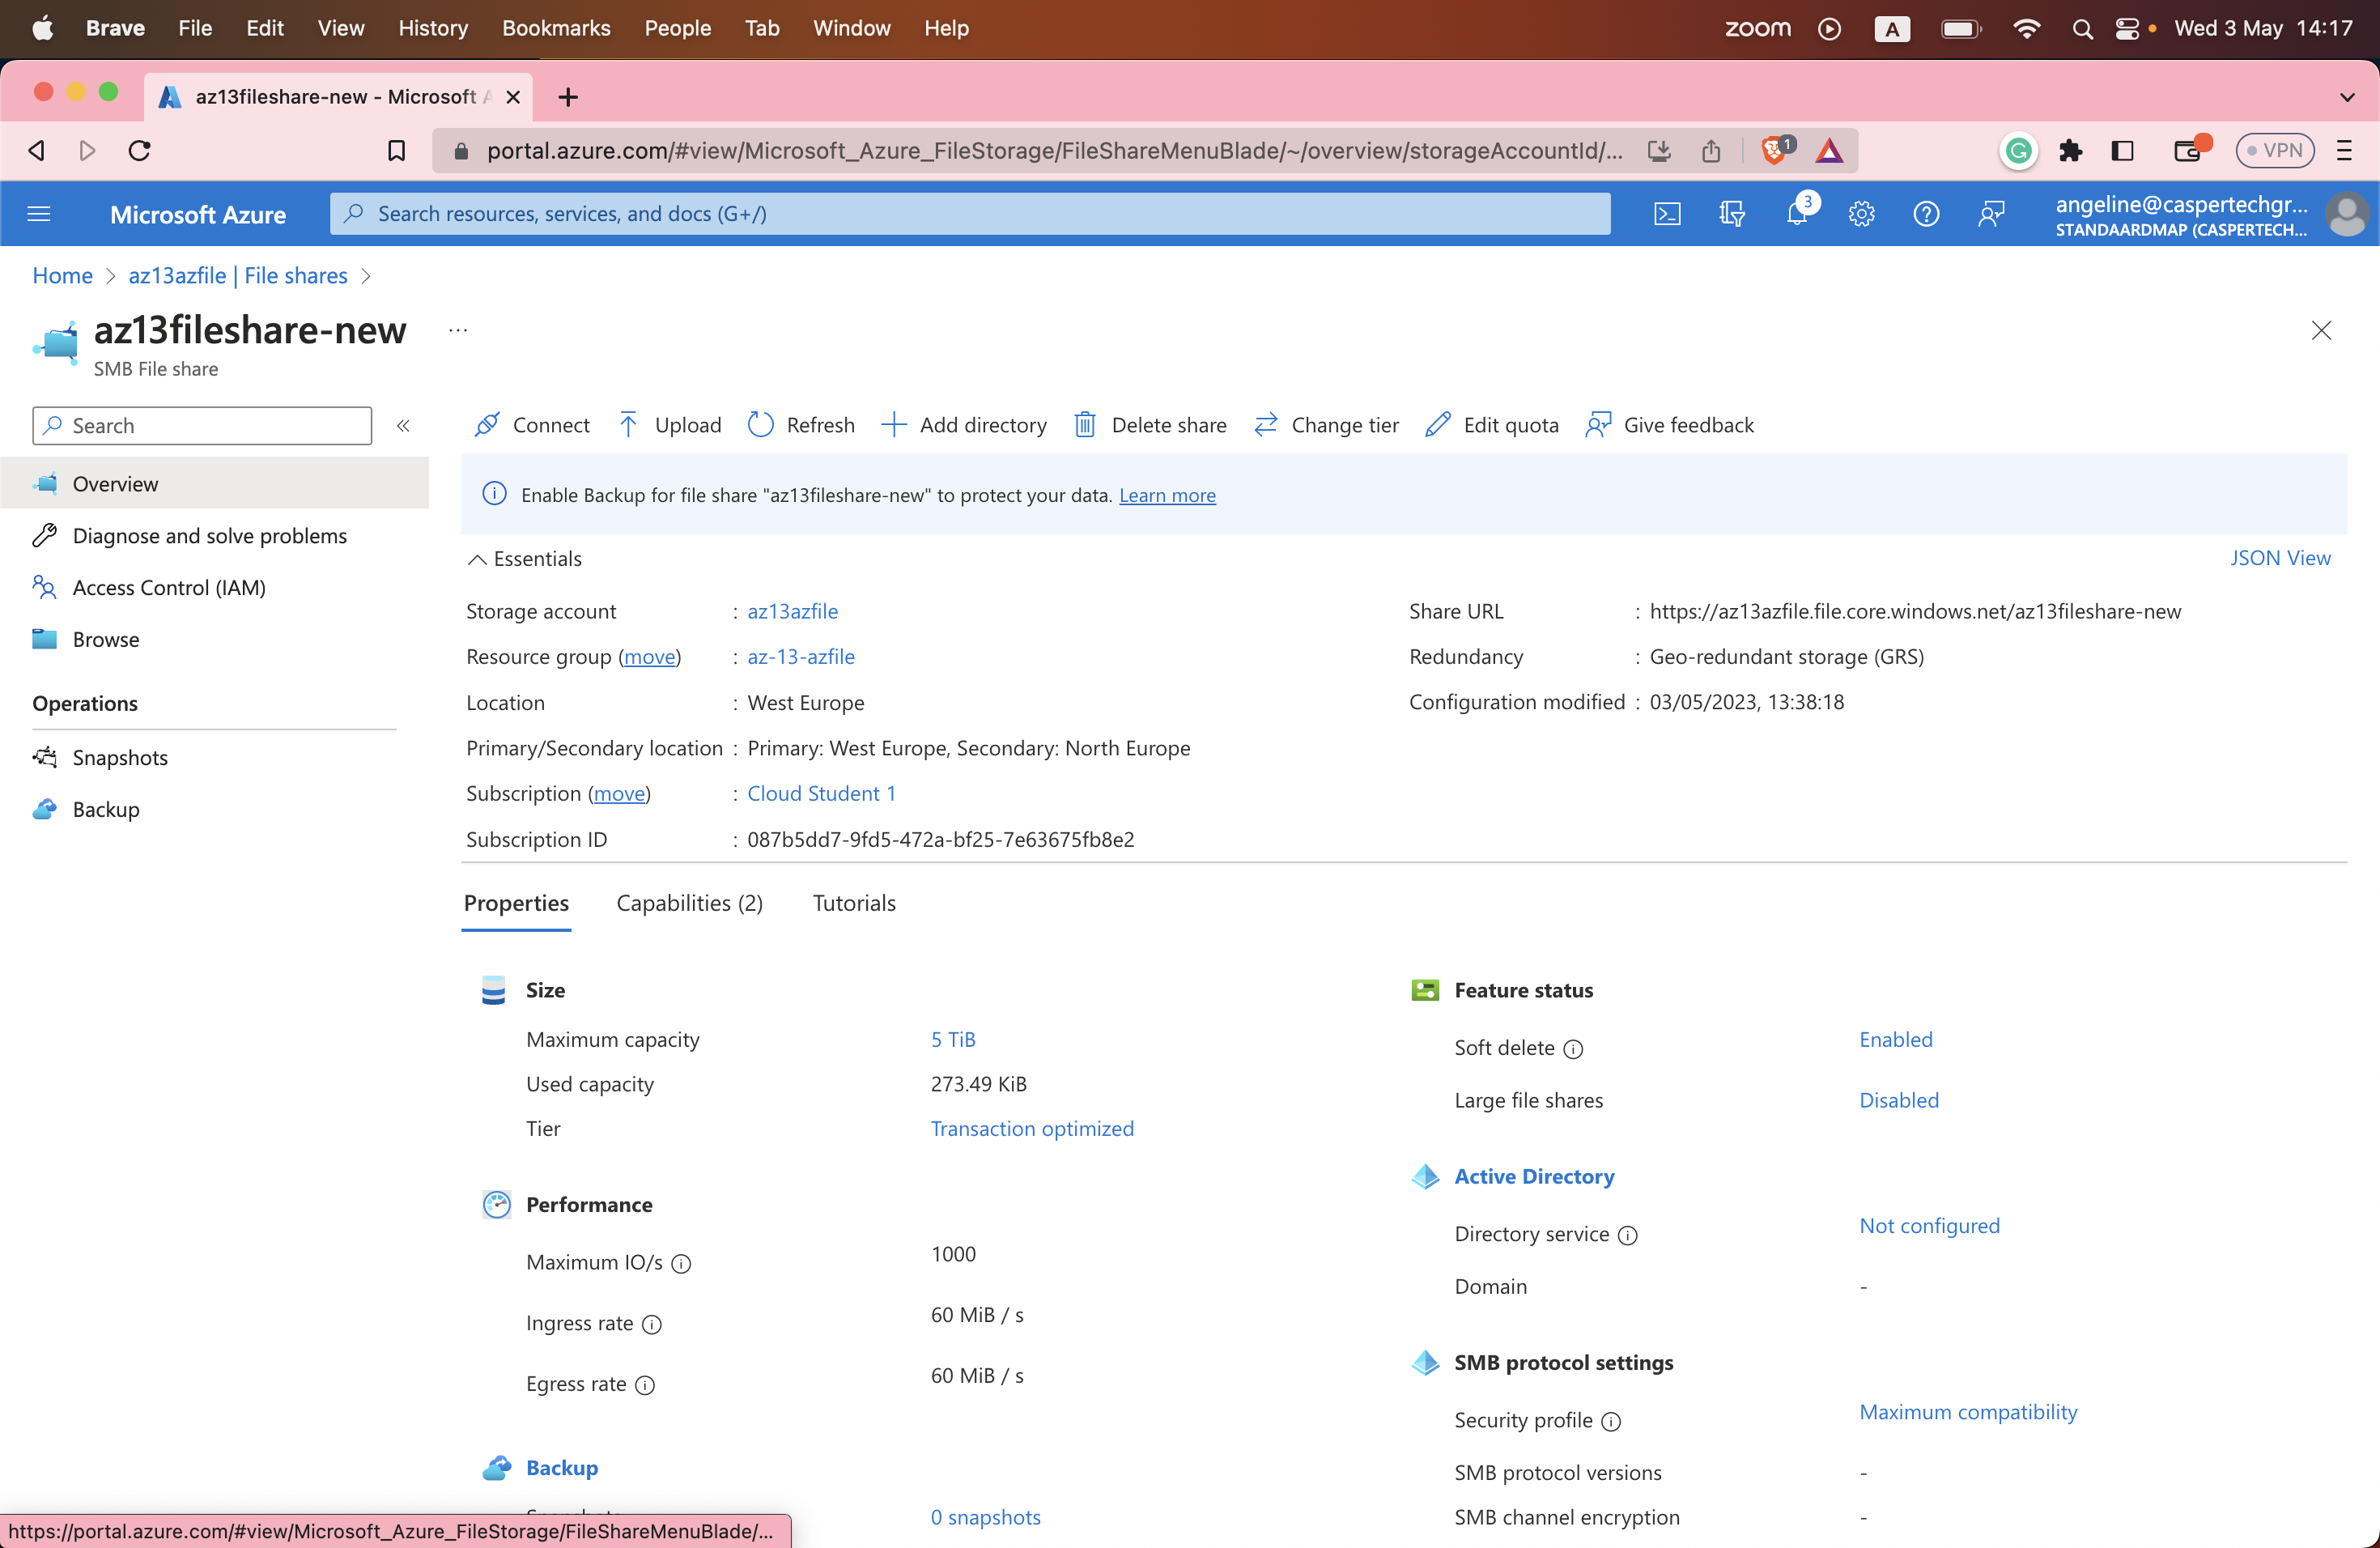 Brave File Edit View History Bookmarks People Tab Window Help zoom A Wed 3 May 14:17
az13fileshare-new - Microsoft A
portal.azure.com/#view/Microsoft_Azure_FileStorage/FileShareMenuBlade/~/overview/storageAccountId/... 1 VPN
Microsoft Azure Search resources, services, and docs (G+/) 3 angeline@caspertechgr...
STANDAARDMAP (CASPERTECH...
Home > az13azfile | File shares >
az13fileshare-new ...
SMB File share
Search «
Overview
Diagnose and solve problems
Access Control (IAM)
Browse
Operations
Snapshots
Backup
Connect Upload Refresh Add directory Delete share Change tier Edit quota Give feedback
Enable Backup for file share "az13fileshare-new" to protect your data. Learn more
Essentials JSON View
Storage account : az13azfile
Resource group (move) : az-13-azfile
Location : West Europe
Primary/Secondary location : Primary: West Europe, Secondary: North Europe
Subscription (move) : Cloud Student 1
Subscription ID : 087b5dd7-9fd5-472a-bf25-7e63675fb8e2
Share URL : https://az13azfile.file.core.windows.net/az13fileshare-new
Redundancy : Geo-redundant storage (GRS)
Configuration modified : 03/05/2023, 13:38:18
Properties Capabilities (2) Tutorials
Size
Maximum capacity 5 TiB
Used capacity 273.49 KiB
Tier Transaction optimized
Performance
Maximum IO/s 1000
Ingress rate 60 MiB / s
Egress rate 60 MiB / s
Backup
0 snapshots
Feature status
Soft delete Enabled
Large file shares Disabled
Active Directory
Directory service Not configured
Domain -
SMB protocol settings
Security profile Maximum compatibility
SMB protocol versions -
SMB channel encryption -
https://portal.azure.com/#view/Microsoft_Azure_FileStorage/FileShareMenuBlade/...